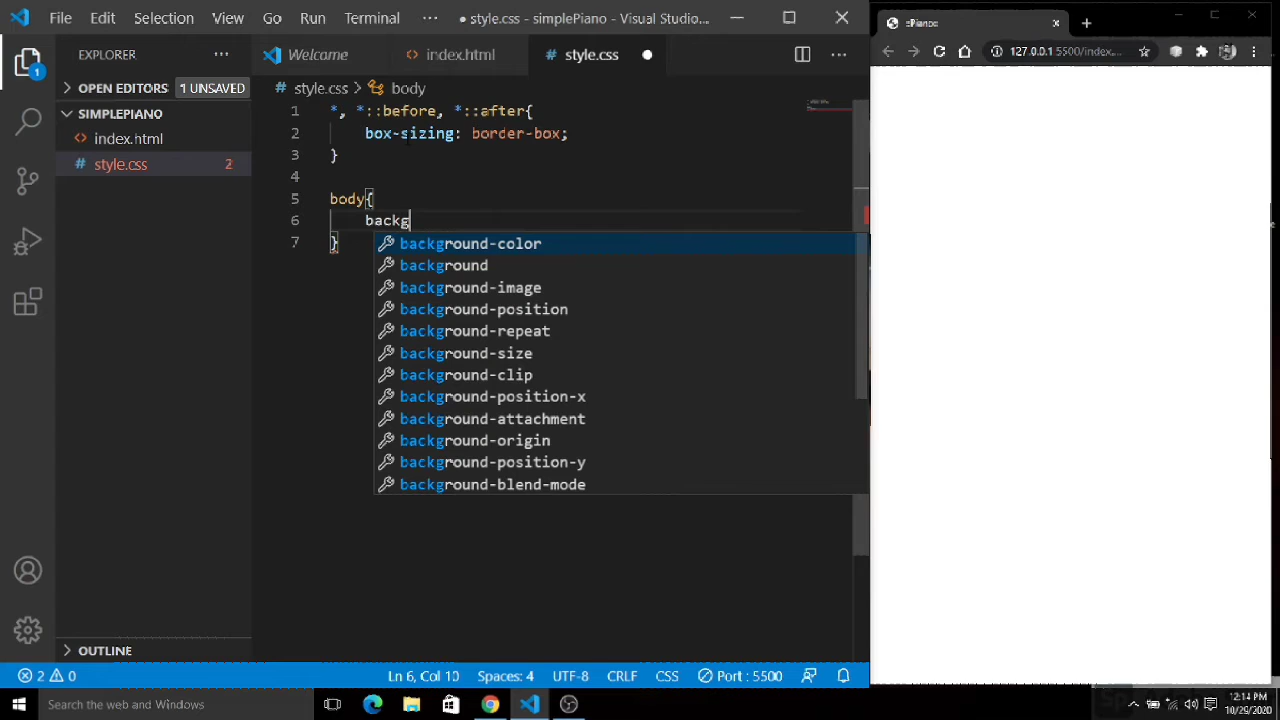 File Edit Selection View Go Run Terminal ··· ● style.css - simplePiano - Visual Studio...
EXPLORER ···
Welcome
index.html
style.css ●
OPEN EDITORS 1 UNSAVED
SIMPLEPIANO
index.html
style.css 2
OUTLINE
# style.css > body
1 *, *::before, *::after{
2 box-sizing: border-box;
3 }
4
5 body{
6 backg
7 }
background-color
background
background-image
background-position
background-repeat
background-size
background-clip
background-position-x
background-attachment
background-origin
background-position-y
background-blend-mode
1
127.0.0.1:5500/index...
2 0 Ln 6, Col 10 Spaces: 4 UTF-8 CRLF CSS Port : 5500
Search the web and Windows
12:14 PM
10/29/2020